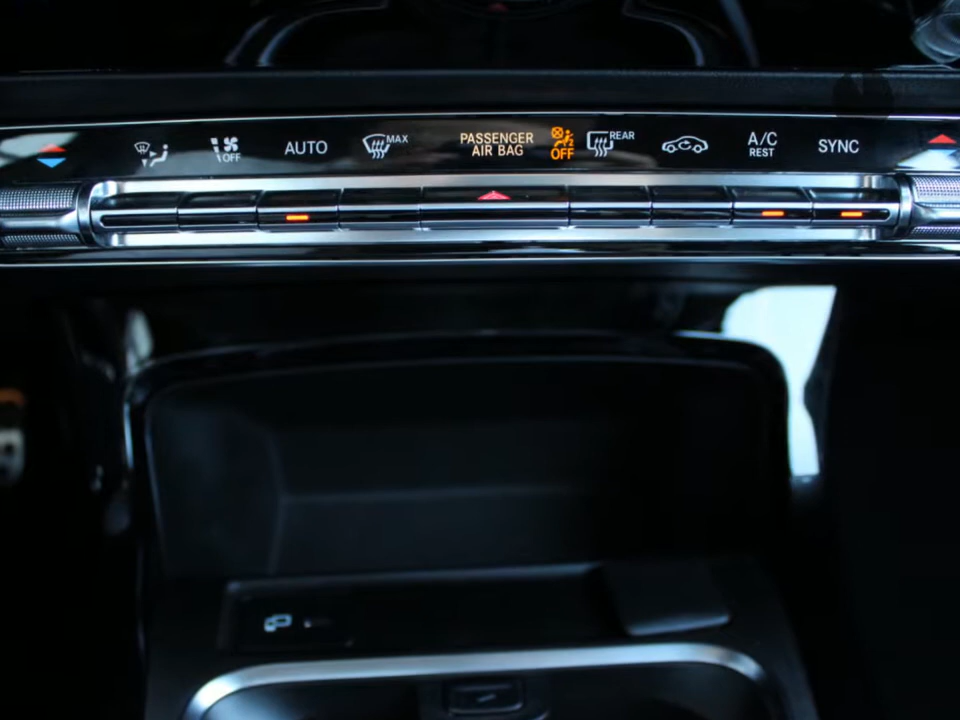 OFF
AUTO
MAX
PASSENGER
AIR BAG
OFF
REAR
A/C
REST
SYNC